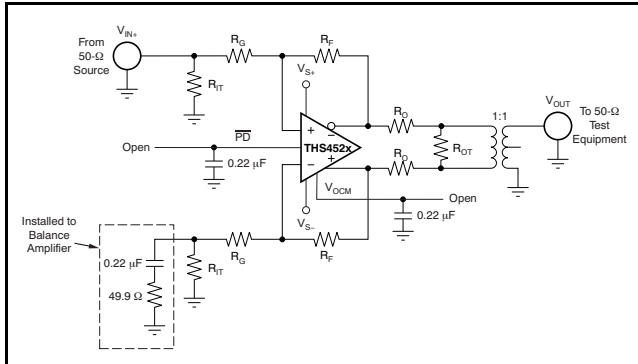 V_IN+
From
50-Ω
Source
R_G
R_F
R_IT
V_S+
PD
Open
0.22 μF
+
−
THS452x
−
+
R_O
R_O
R_OT
1:1
V_OUT
To 50-Ω
Test
Equipment
V_OCM
Open
0.22 μF
V_S−
Installed to
Balance
Amplifier
0.22 μF
49.9 Ω
R_IT
R_G
R_F